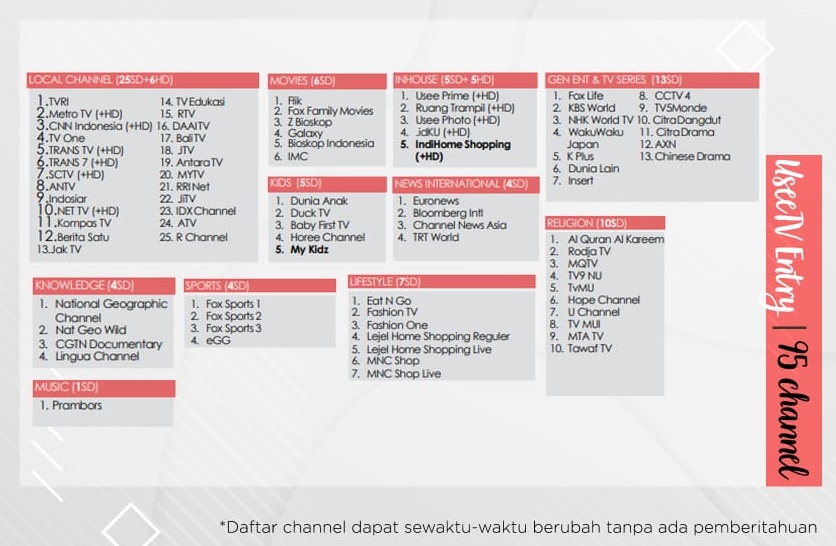 LOCAL CHANNEL (25SD+6HD)
1.TVRI
2.Metro TV (+HD)
3.CNN Indonesia (+HD)
4.TV One
5.TRANS TV (+HD)
6.TRANS 7 (+HD)
7.SCTV (+HD)
8.ANTV
9.Indosiar
10.NET TV (+HD)
11.Kompas TV
12.Berita Satu
13.Jak TV
14. TV Edukasi
15. RTV
16. DAAITV
17. BaliTV
18. JTV
19. AntaraTV
20. MYTV
21. RRI Net
22. JiTV
23. IDXChannel
24. ATV
25. R Channel
MOVIES (6SD)
1. Flik
2. Fox Family Movies
3. Z Bioskop
4. Galaxy
5. Bioskop Indonesia
6. IMC
INHOUSE (5SD+ 5HD)
1. Usee Prime (+HD)
2. Ruang Trampil (+HD)
3. Usee Photo (+HD)
4. JdKU (+HD)
5. IndiHome Shopping
(+HD)
GEN ENT & TV SERIES (13SD)
1. Fox Life
2. KBS World
3. NHK World TV
4. WakuWaku
Japan
5. K Plus
6. Dunia Lain
7. Insert
8. CCTV 4
9. TV5Monde
10. CitraDangdut
11. CitraDrama
12. AXN
13. Chinese Drama
KIDS (5SD)
1. Dunia Anak
2. Duck TV
3. Baby First TV
4. Horee Channel
5. My Kidz
NEWS INTERNATIONAL (4SD)
1. Euronews
2. Bloomberg Intl
3. Channel News Asia
4. TRT World
RELIGION (10SD)
1. Al Quran Al Kareem
2. Rodja TV
3. MQTV
4. TV9 NU
5. TvMU
6. Hope Channel
7. U Channel
8. TV MUI
9. MTA TV
10. Tawaf TV
KNOWLEDGE (4SD)
1. National Geographic
Channel
2. Nat Geo Wild
3. CGTN Documentary
4. Lingua Channel
SPORTS (4SD)
1. Fox Sports 1
2. Fox Sports 2
3. Fox Sports 3
4. eGG
LIFESTYLE (7SD)
1. Eat N Go
2. Fashion TV
3. Fashion One
4. Lejel Home Shopping Reguler
5. Lejel Home Shopping Live
6. MNC Shop
7. MNC Shop Live
MUSIC (1SD)
1. Prambors
UseeTV Entry | 95 channel
*Daftar channel dapat sewaktu-waktu berubah tanpa ada pemberitahuan